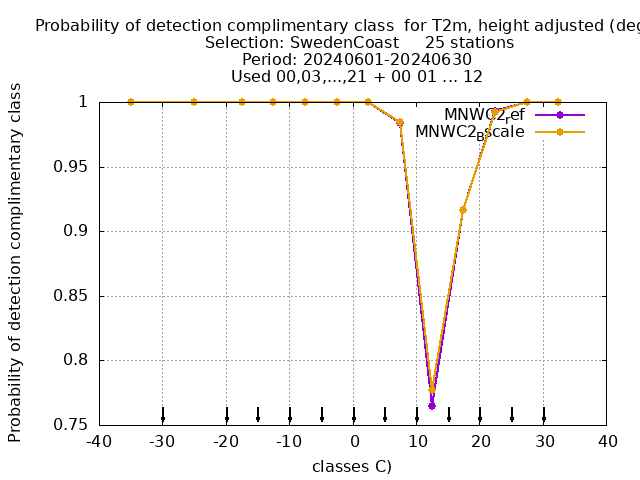 Probability of detection complimentary class  for T2m, height adjusted (deg
Selection: SwedenCoast     25 stations
Period: 20240601-20240630
Used 00,03,...,21 + 00 01 ... 12
Probability of detection complimentary class
1
0.95
0.9
0.85
0.8
0.75
MNWC2_ref
MNWC2_Bscale
-40 -30 -20 -10 0 10 20 30 40
classes C)